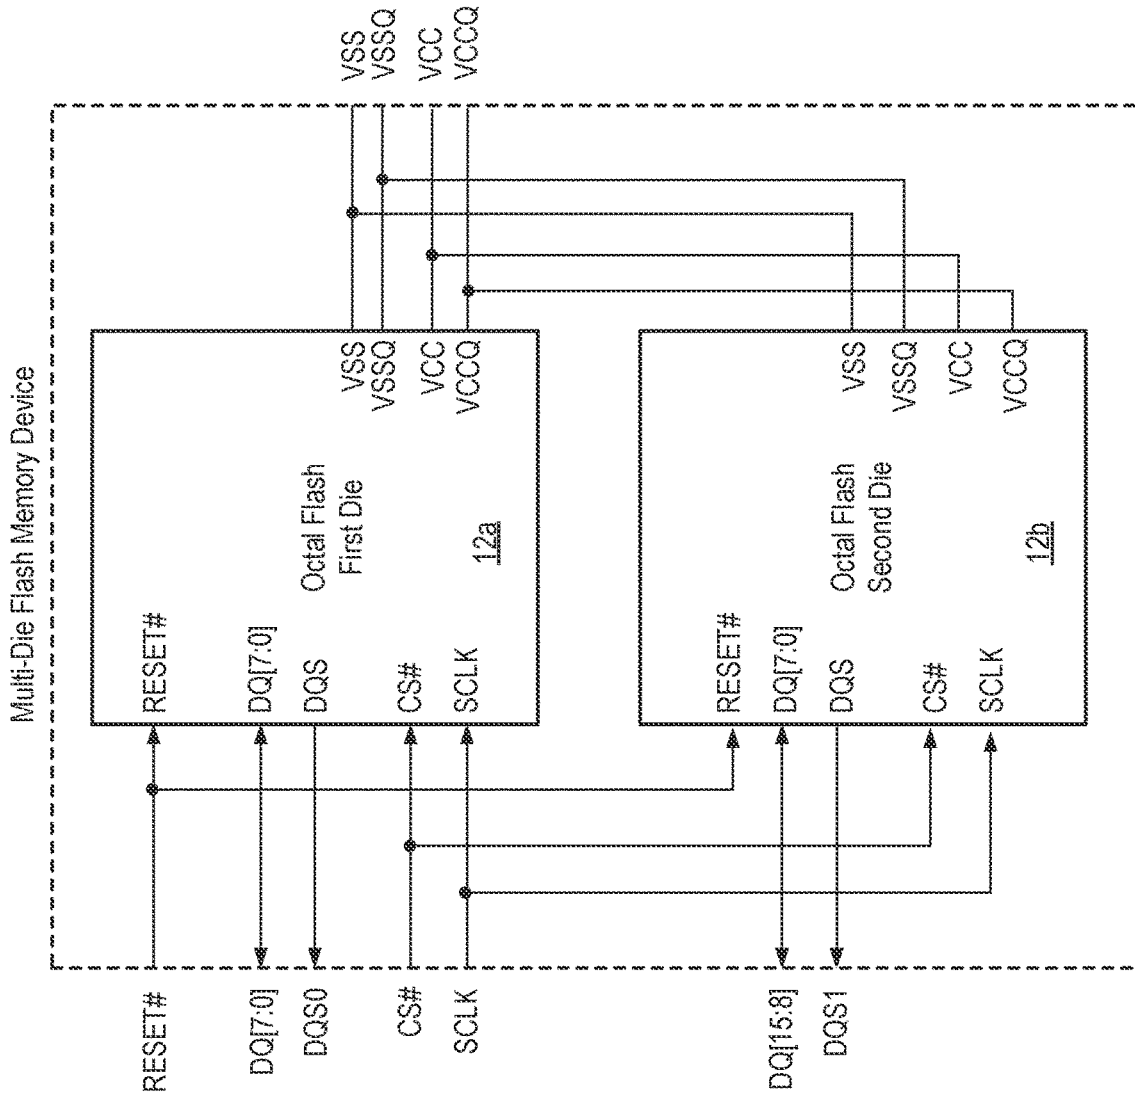 Multi-Die Flash Memory Device
RESET#
DQ[7:0]
DQS0
CS#
SCLK
DQ[15:8]
DQS1
RESET#
DQ[7:0]
DQS
CS#
SCLK
Octal Flash
First Die
12a
VSS
VSSQ
VCC
VCCQ
VSS
VSSQ
VCC
VCCQ
RESET#
DQ[7:0]
DQS
CS#
SCLK
Octal Flash
Second Die
12b
VSS
VSSQ
VCC
VCCQ